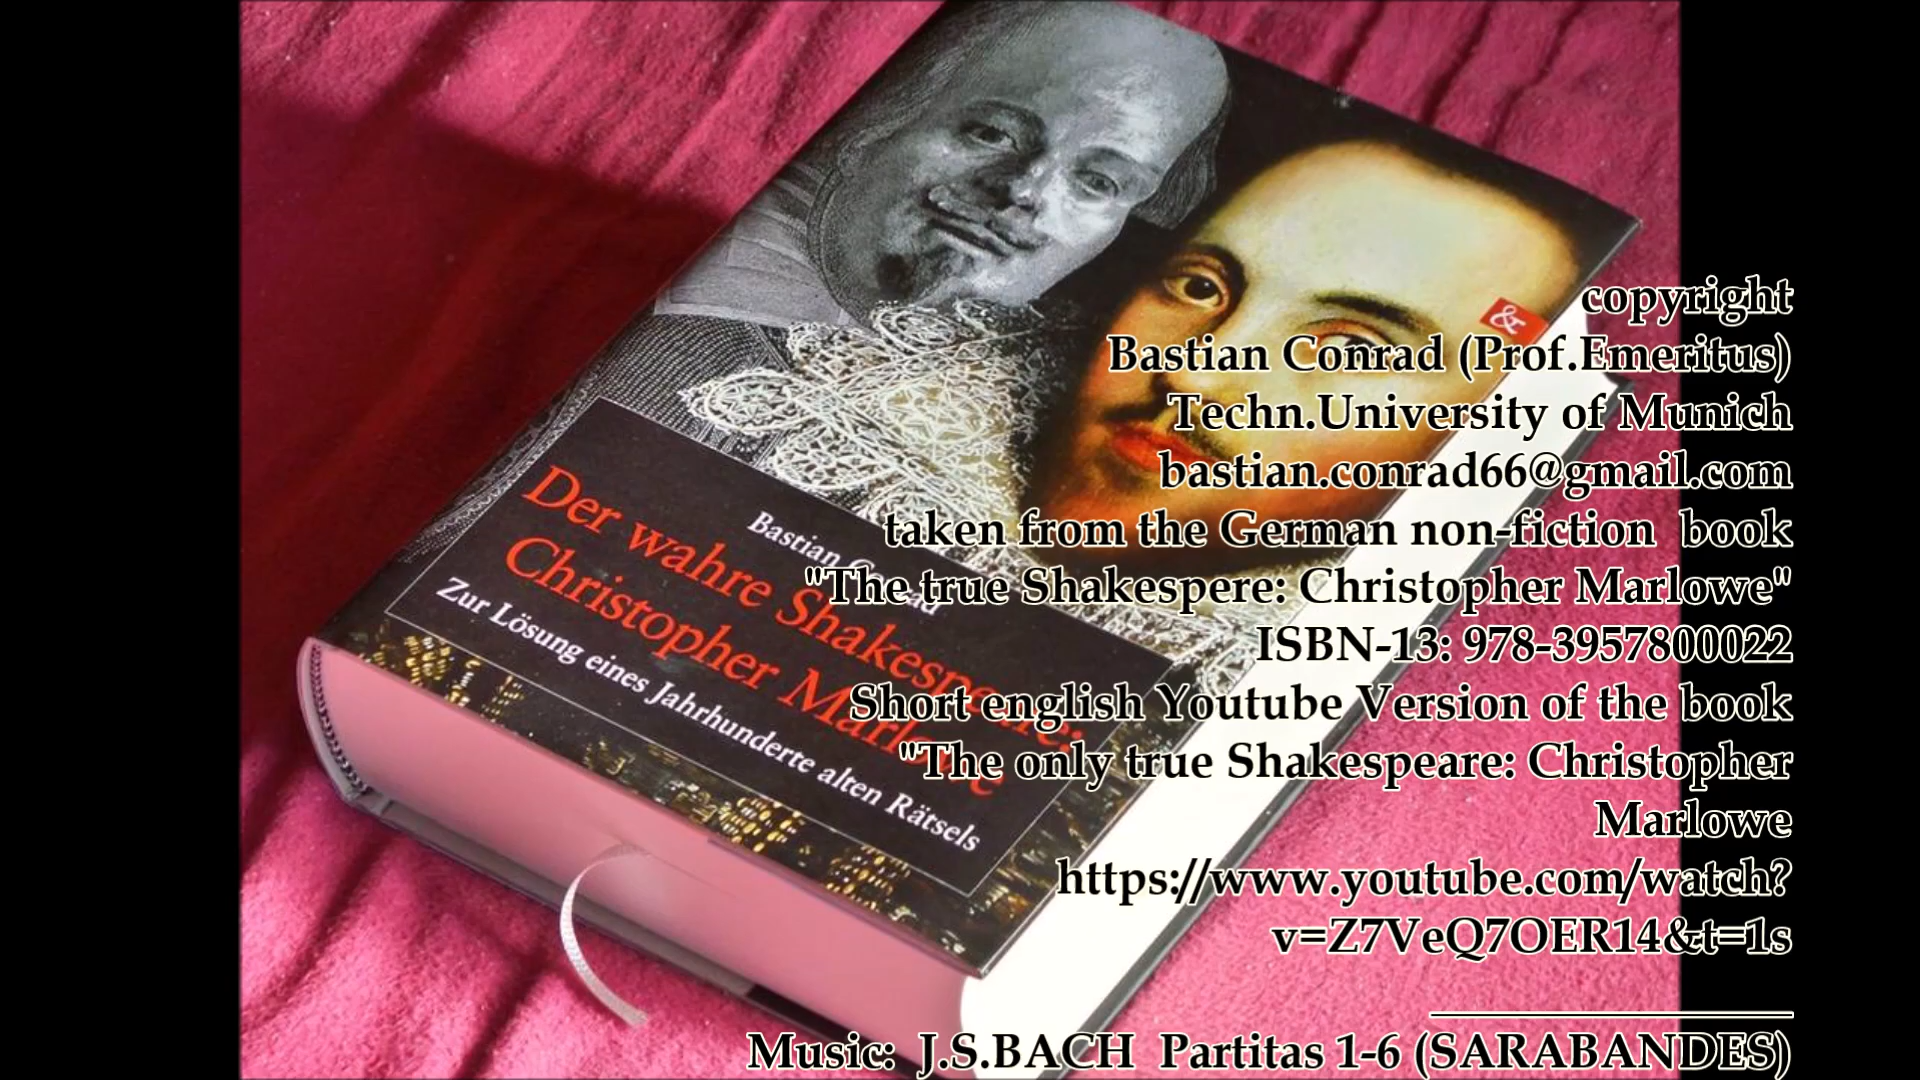 &
copyright
Bastian Conrad (Prof.Emeritus)
Techn.University of Munich
bastian.conrad66@gmail.com
taken from the German non-fiction book
"The true Shakespere: Christopher Marlowe"
ISBN-13: 978-3957800022
Short english Youtube Version of the book
"The only true Shakespeare: Christopher
Marlowe
https://www.youtube.com/watch?
v=Z7VeQ7OER14&t=1s
Music: J.S.BACH Partitas 1-6 (SARABANDES)
Bastian Conrad
Der wahre Shakespeare:
Christopher Marlowe
Zur Lösung eines Jahrhunderte alten Rätsels